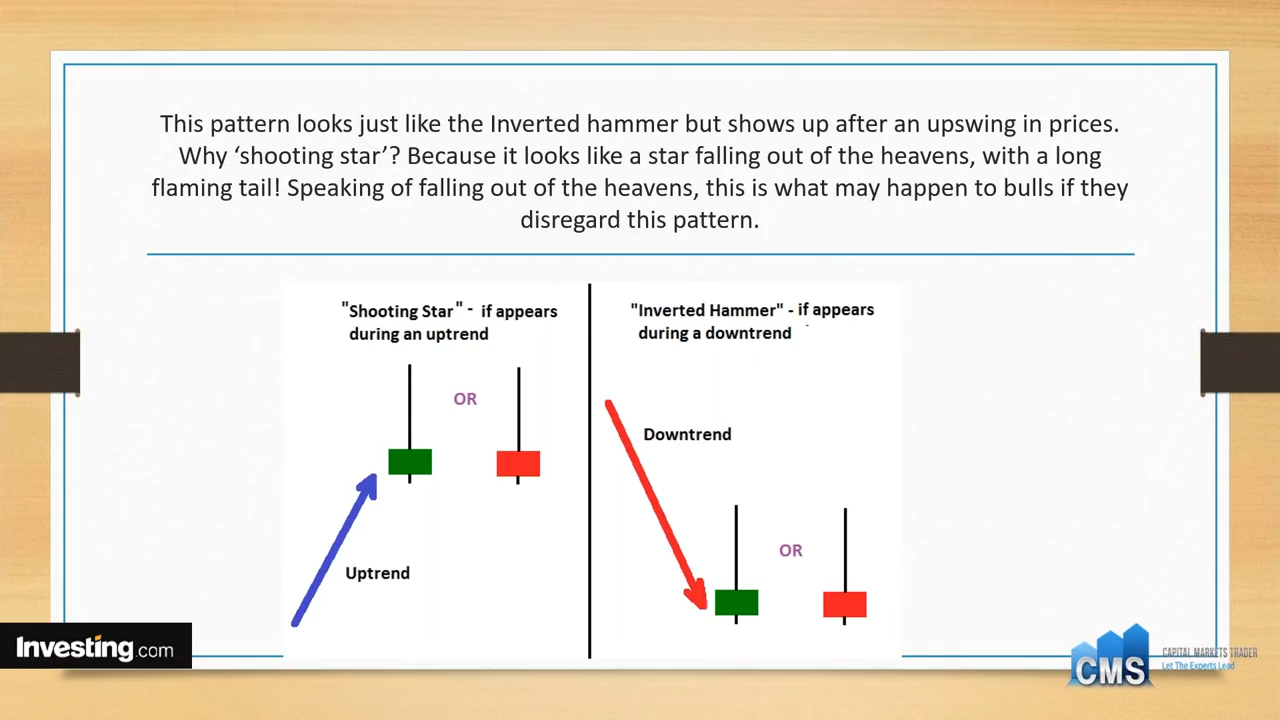 This pattern looks just like the Inverted hammer but shows up after an upswing in prices.
Why ‘shooting star’? Because it looks like a star falling out of the heavens, with a long
flaming tail! Speaking of falling out of the heavens, this is what may happen to bulls if they
disregard this pattern.
"Shooting Star" - if appears
during an uptrend
OR
Uptrend
"Inverted Hammer" - if appears
during a downtrend
Downtrend
OR
Investing.com
CMS
CAPITAL MARKETS TRADER
Let The Experts Lead